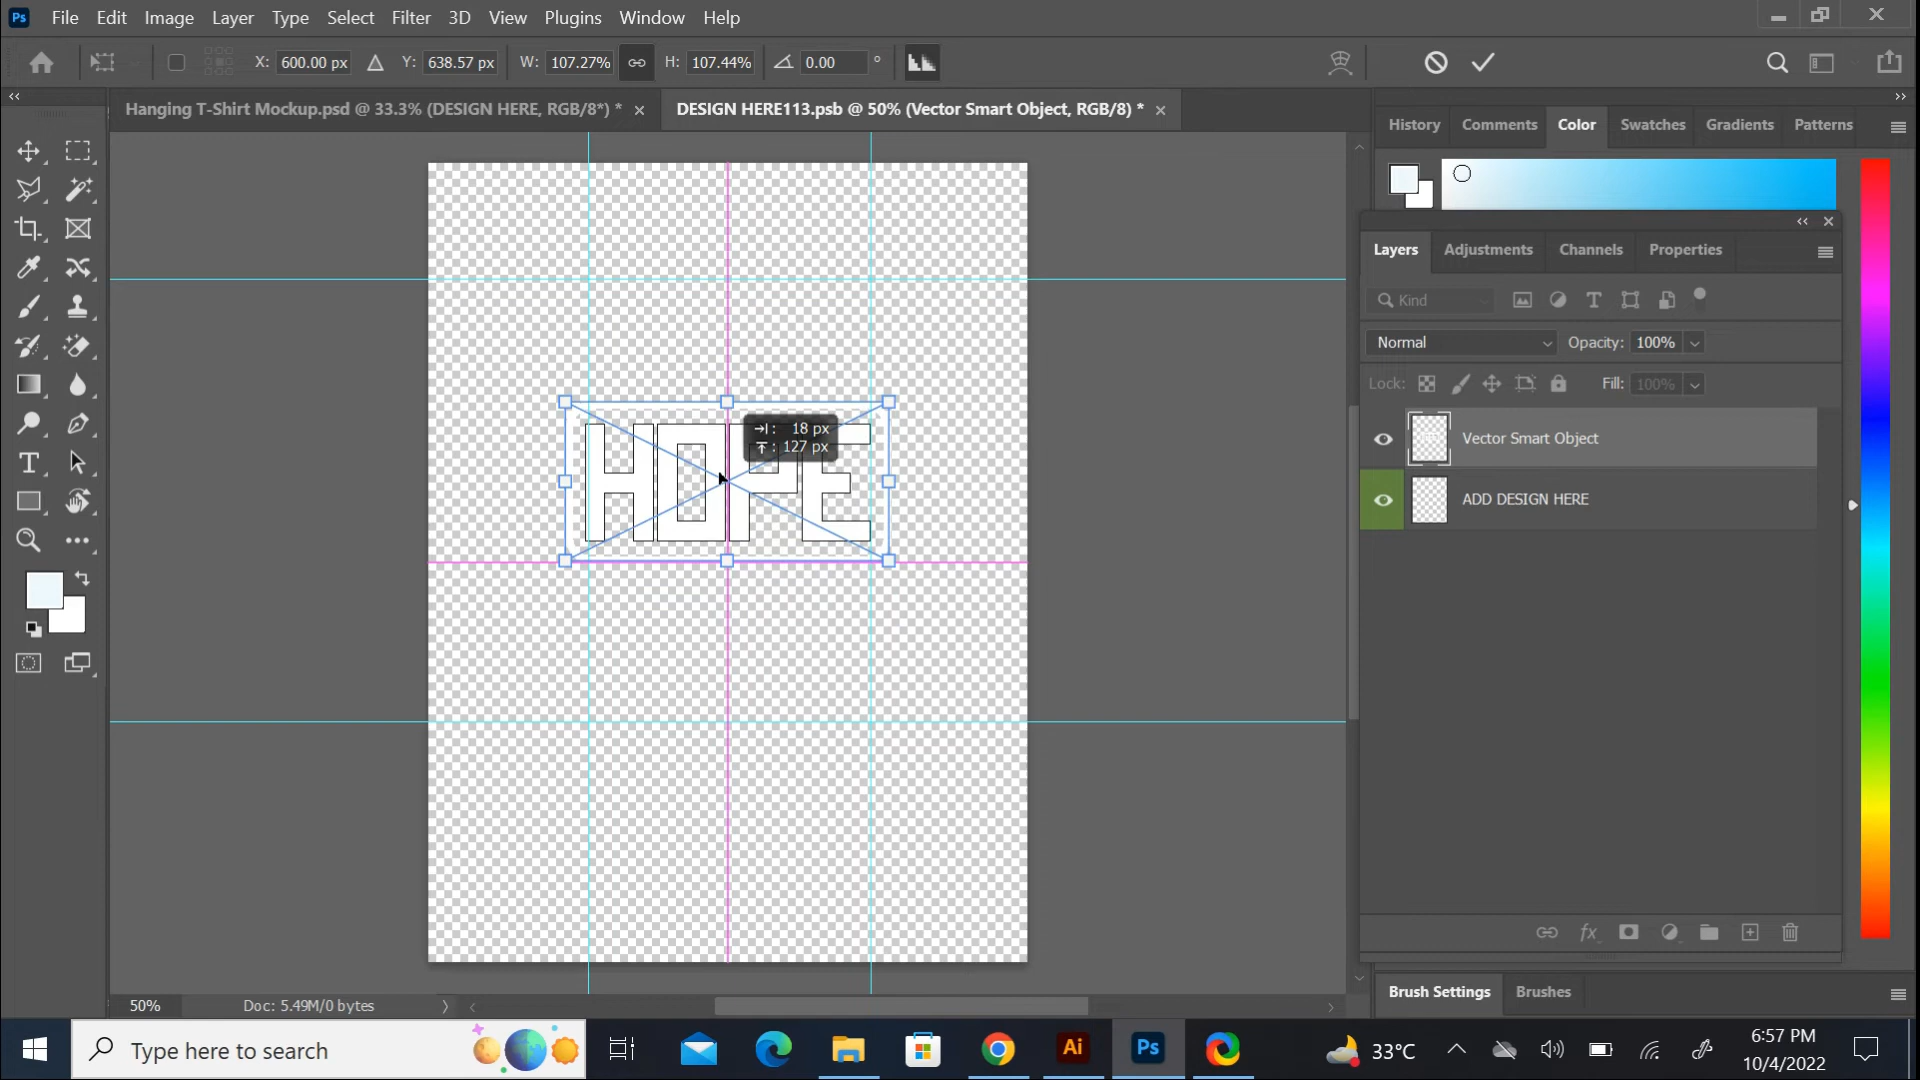 Ps File Edit Image Layer Type Select Filter 3D View Plugins Window Help
X: 600.00 px Y: 638.57 px W: 107.27% H: 107.44% 0.00 °
Hanging T-Shirt Mockup.psd @ 33.3% (DESIGN HERE, RGB/8*) * × DESIGN HERE113.psb @ 50% (Vector Smart Object, RGB/8) * ×
History Comments Color Swatches Gradients Patterns
Layers Adjustments Channels Properties
Kind
Normal Opacity: 100%
Lock: Fill: 100%
Vector Smart Object
ADD DESIGN HERE
18 px
127 px
HOPE
fx
Brush Settings Brushes
50% Doc: 5.49M/0 bytes
Type here to search
Ai Ps
33°C
6:57 PM
10/4/2022